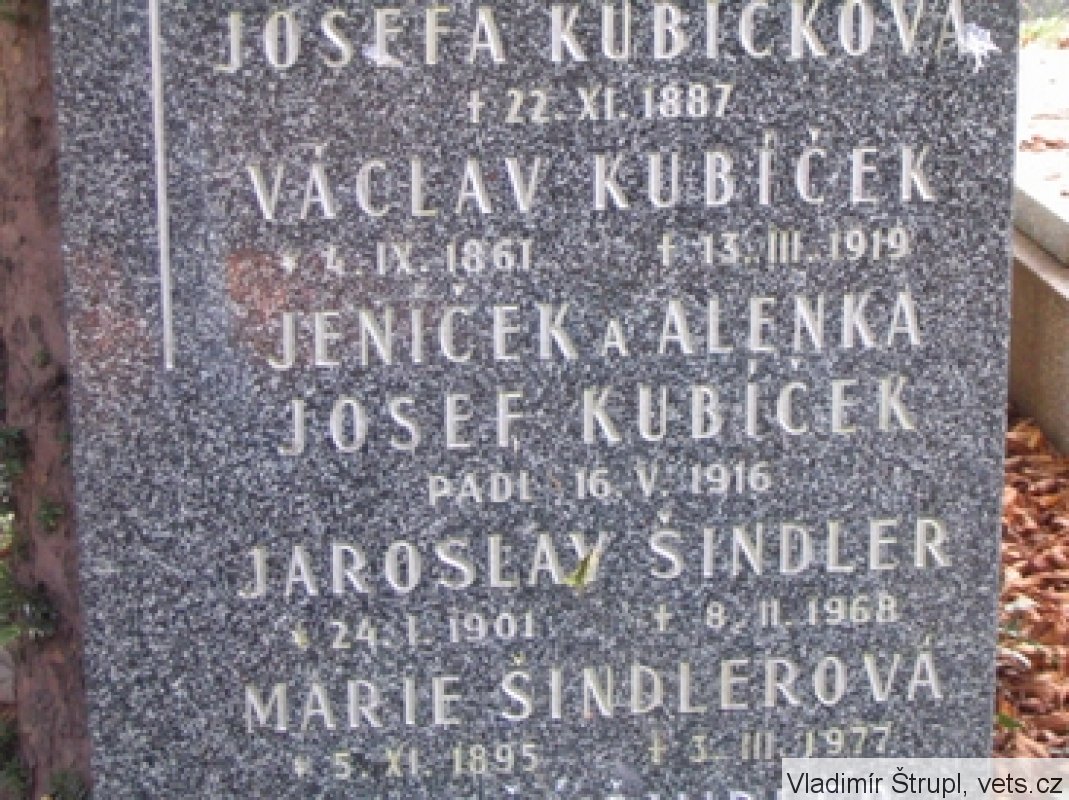 JOSEFA KUBÍČKOVÁ
† 22. XI. 1887
VÁCLAV KUBÍČEK
* 4. IX. 1861 † 13. III. 1919
JENÍČEK A ALENKA
JOSEF KUBÍČEK
PADL 16. V. 1916
JAROSLAV ŠINDLER
* 24. I. 1901 † 8. II. 1968
MARIE ŠINDLEROVÁ
* 5. XI. 1895 † 3. III. 1977
Vladimír Štrupl, vets.cz